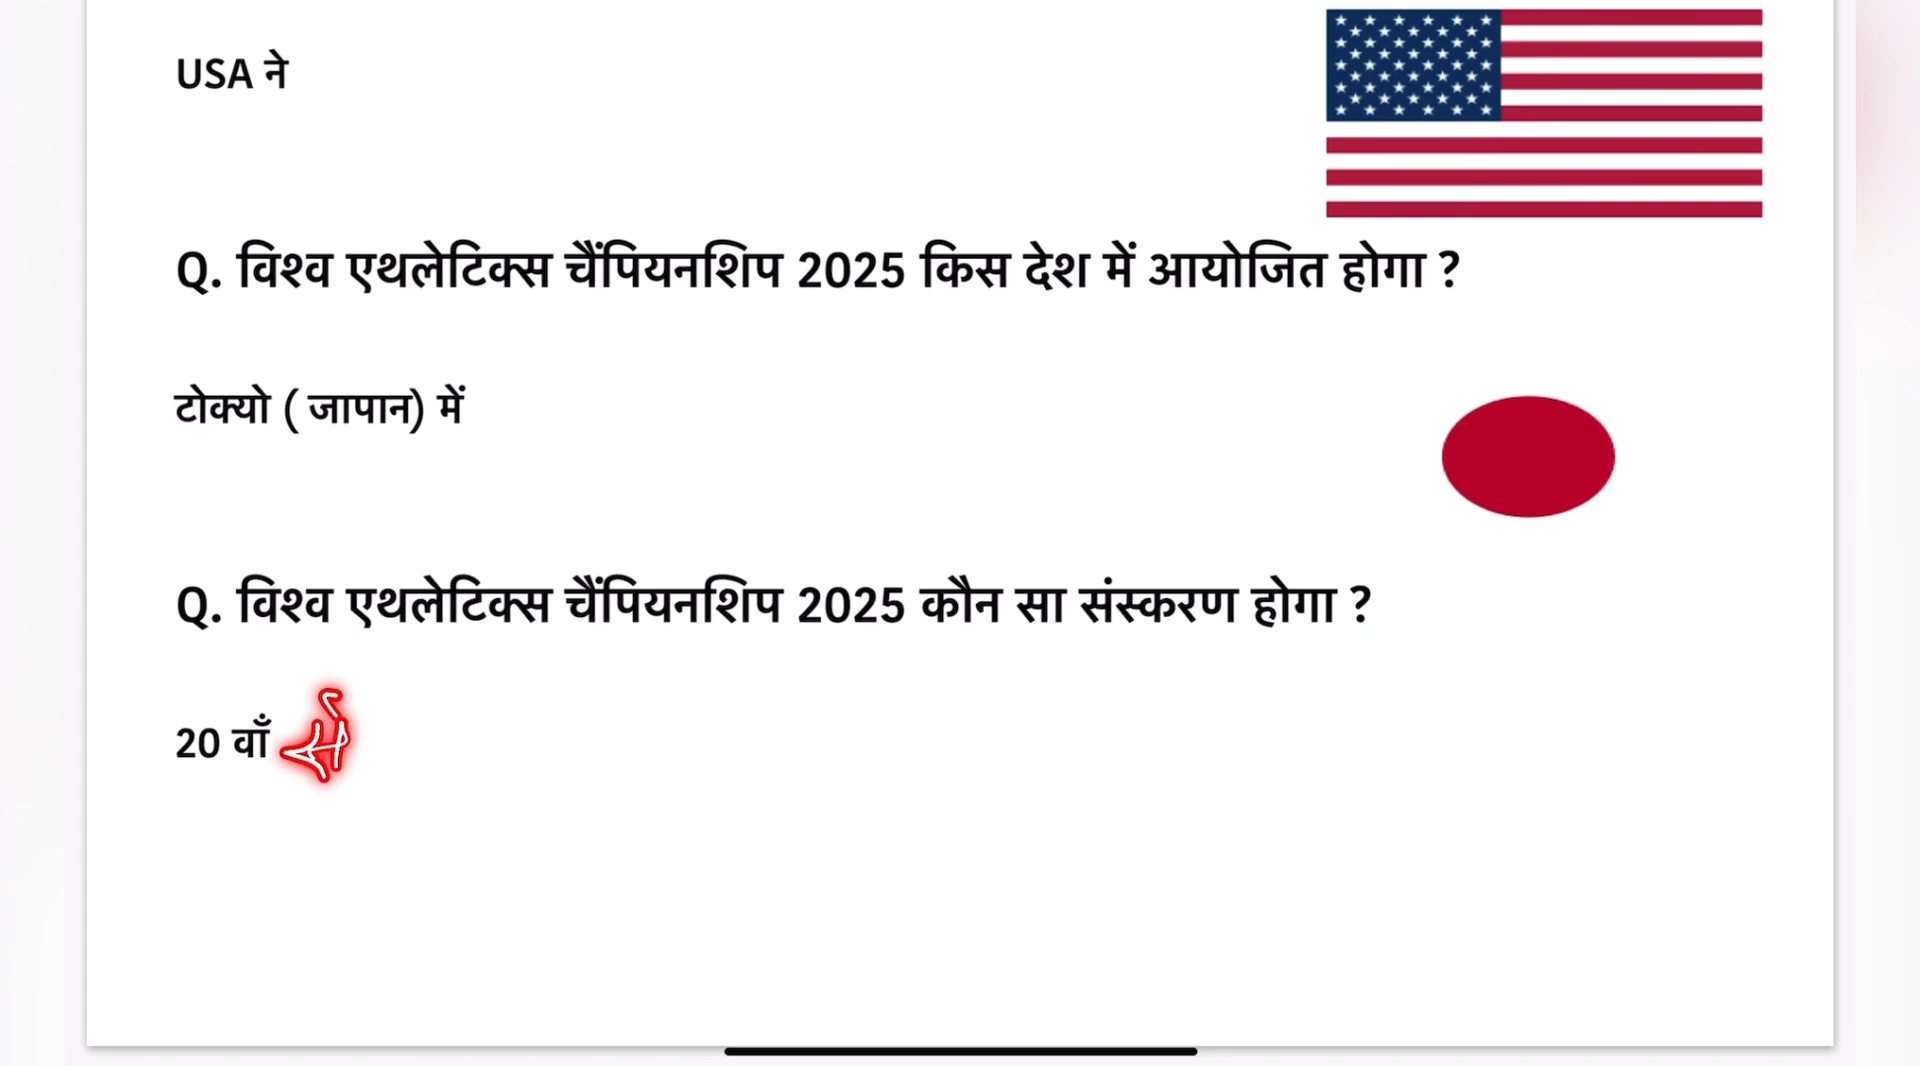 USA ने
Q. विश्व एथलेटिक्स चैंपियनशिप 2025 किस देश में आयोजित होगा ?
टोक्यो ( जापान) में
Q. विश्व एथलेटिक्स चैंपियनशिप 2025 कौन सा संस्करण होगा ?
20 वाँ